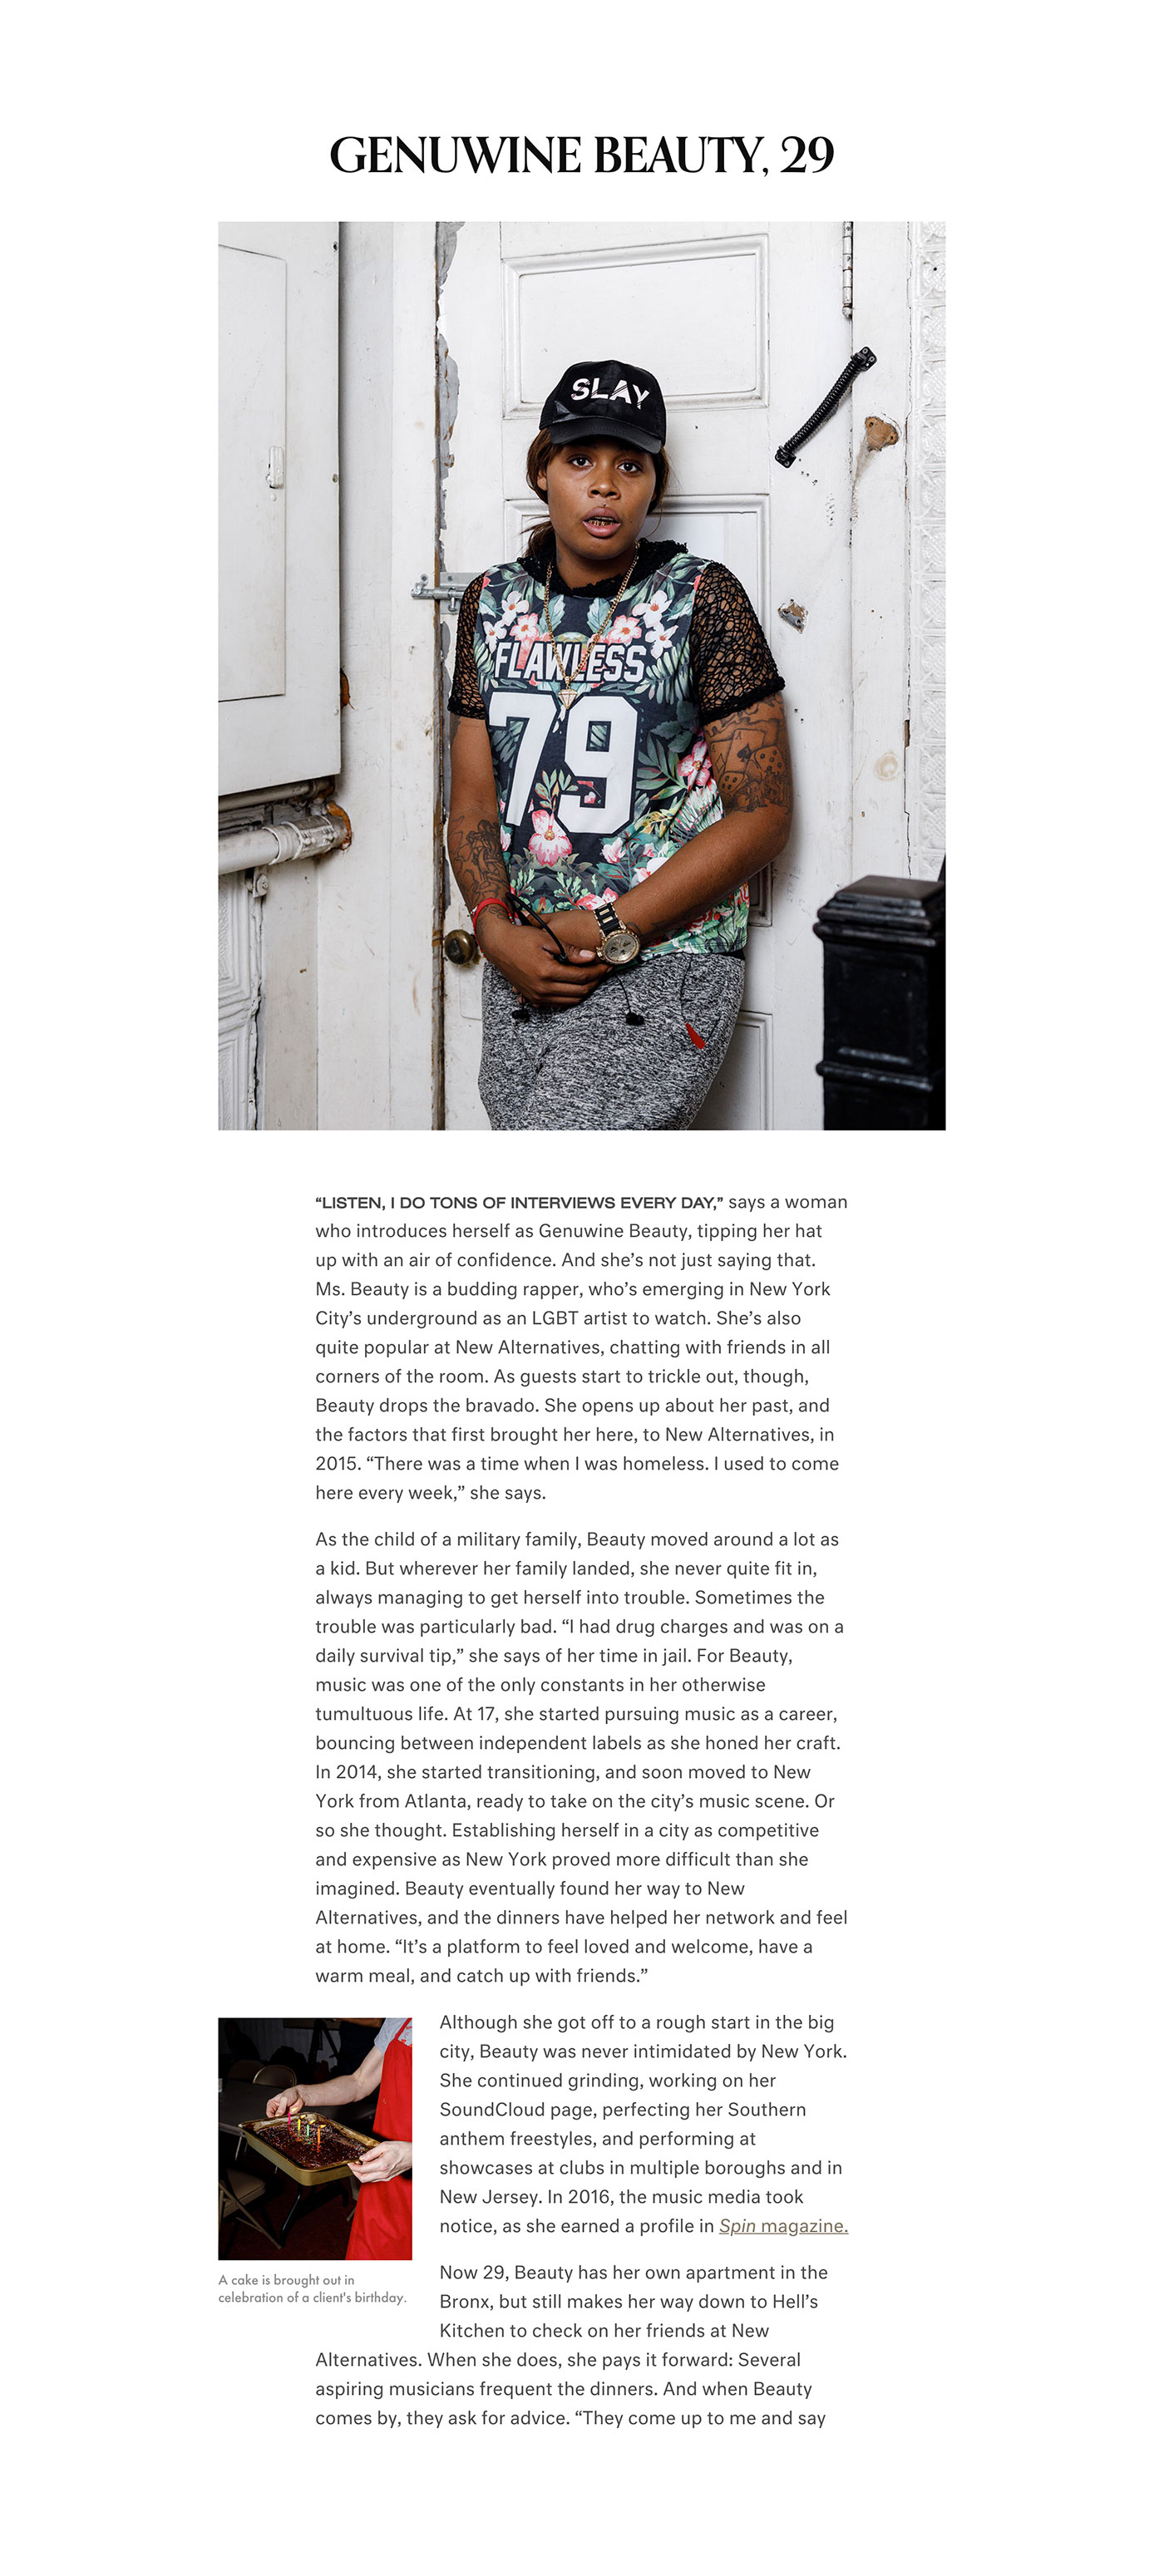 GENUWINE BEAUTY, 29
SLAY
FLAWLESS
79
“LISTEN, I DO TONS OF INTERVIEWS EVERY DAY,” says a woman
who introduces herself as Genuwine Beauty, tipping her hat
up with an air of confidence. And she’s not just saying that.
Ms. Beauty is a budding rapper, who’s emerging in New York
City’s underground as an LGBT artist to watch. She’s also
quite popular at New Alternatives, chatting with friends in all
corners of the room. As guests start to trickle out, though,
Beauty drops the bravado. She opens up about her past, and
the factors that first brought her here, to New Alternatives, in
2015. “There was a time when I was homeless. I used to come
here every week,” she says.
As the child of a military family, Beauty moved around a lot as
a kid. But wherever her family landed, she never quite fit in,
always managing to get herself into trouble. Sometimes the
trouble was particularly bad. “I had drug charges and was on a
daily survival tip,” she says of her time in jail. For Beauty,
music was one of the only constants in her otherwise
tumultuous life. At 17, she started pursuing music as a career,
bouncing between independent labels as she honed her craft.
In 2014, she started transitioning, and soon moved to New
York from Atlanta, ready to take on the city’s music scene. Or
so she thought. Establishing herself in a city as competitive
and expensive as New York proved more difficult than she
imagined. Beauty eventually found her way to New
Alternatives, and the dinners have helped her network and feel
at home. “It’s a platform to feel loved and welcome, have a
warm meal, and catch up with friends.”
Although she got off to a rough start in the big
city, Beauty was never intimidated by New York.
She continued grinding, working on her
SoundCloud page, perfecting her Southern
anthem freestyles, and performing at
showcases at clubs in multiple boroughs and in
New Jersey. In 2016, the music media took
notice, as she earned a profile in Spin magazine.
A cake is brought out in
celebration of a client's birthday.
Now 29, Beauty has her own apartment in the
Bronx, but still makes her way down to Hell’s
Kitchen to check on her friends at New
Alternatives. When she does, she pays it forward: Several
aspiring musicians frequent the dinners. And when Beauty
comes by, they ask for advice. “They come up to me and say